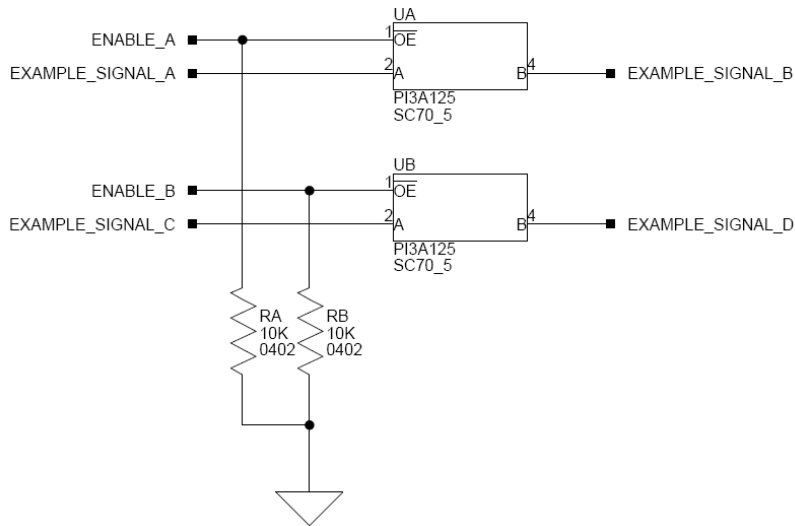 UA
ENABLE_A
1
OE
EXAMPLE_SIGNAL_A
2
A
B
4
EXAMPLE_SIGNAL_B
PI3A125
SC70_5
UB
ENABLE_B
1
OE
EXAMPLE_SIGNAL_C
2
A
B
4
EXAMPLE_SIGNAL_D
PI3A125
SC70_5
RA
10K
0402
RB
10K
0402